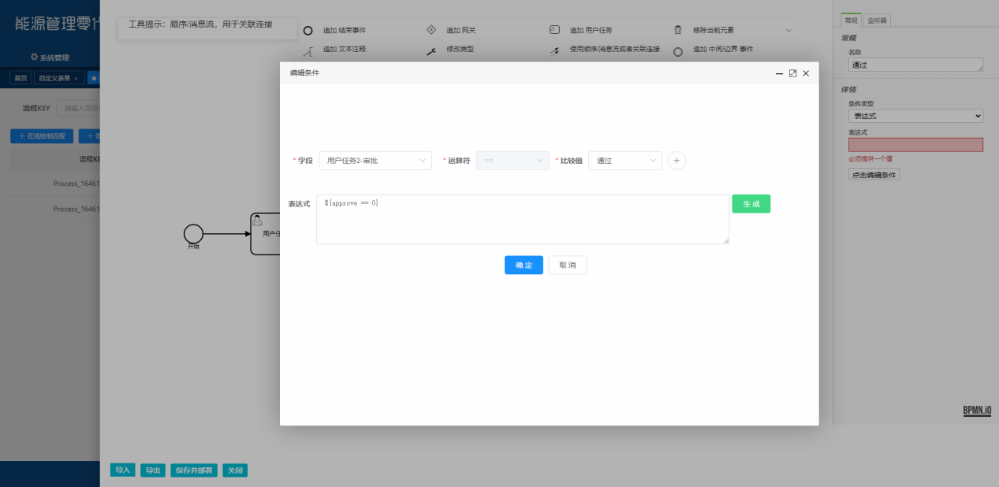 能源管理零
工具提示：顺序/消息流，用于关联连接
追加 结束事件
追加 网关
追加 用户任务
移除当前元素
追加 文本注释
修改类型
使用顺序/消息流或者关联连接
追加 中间/边界 事件
系统管理
首页
自定义表单 ×
流程KEY
请输入流程
+ 在线绘制流程
+
流程KE
Process_16461
Process_16461
开始
用户任
编辑条件
* 字段
用户任务2-审批
* 运算符
==
* 比较值
通过
+
表达式
${approve == 0}
生成
确定
取消
常规
监听器
常规
名称
通过
详情
条件类型
表达式
表达式
必须提供一个值
点击编辑条件
BPMN.iO
导入
导出
保存并部署
关闭